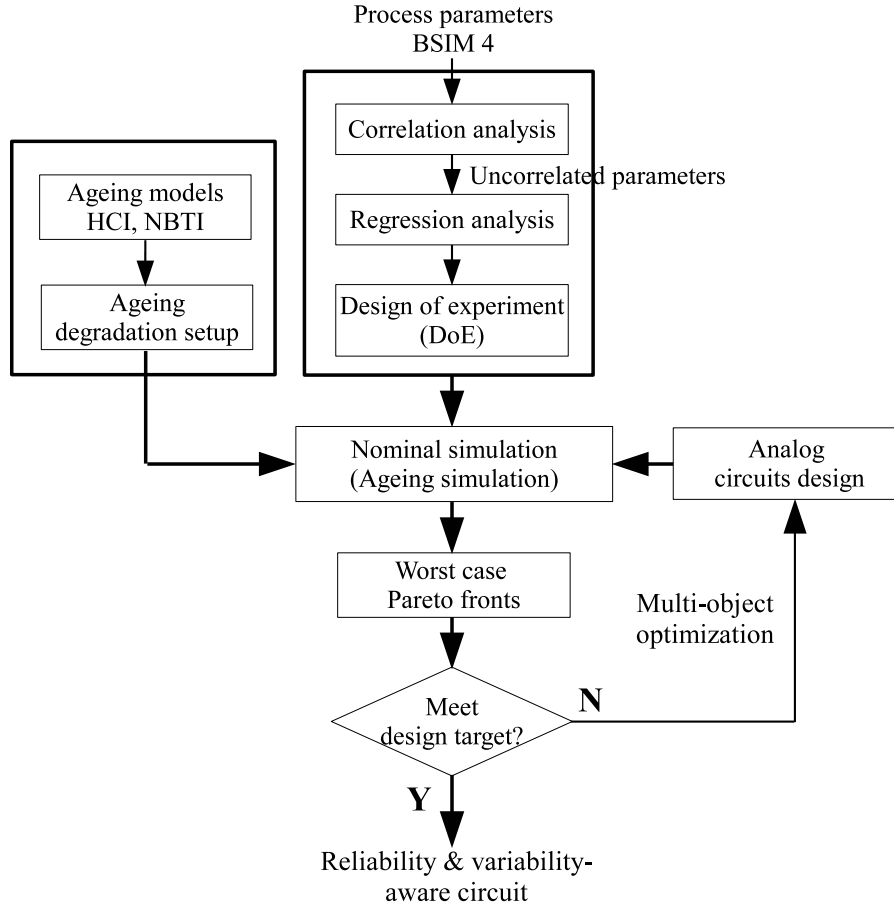 Process parameters
BSIM 4
Correlation analysis
Uncorrelated parameters
Regression analysis
Design of experiment
(DoE)
Ageing models
HCI, NBTI
Ageing
degradation setup
Nominal simulation
(Ageing simulation)
Analog
circuits design
Worst case
Pareto fronts
Multi-object
optimization
Meet
design target?
N
Y
Reliability & variability-
aware circuit